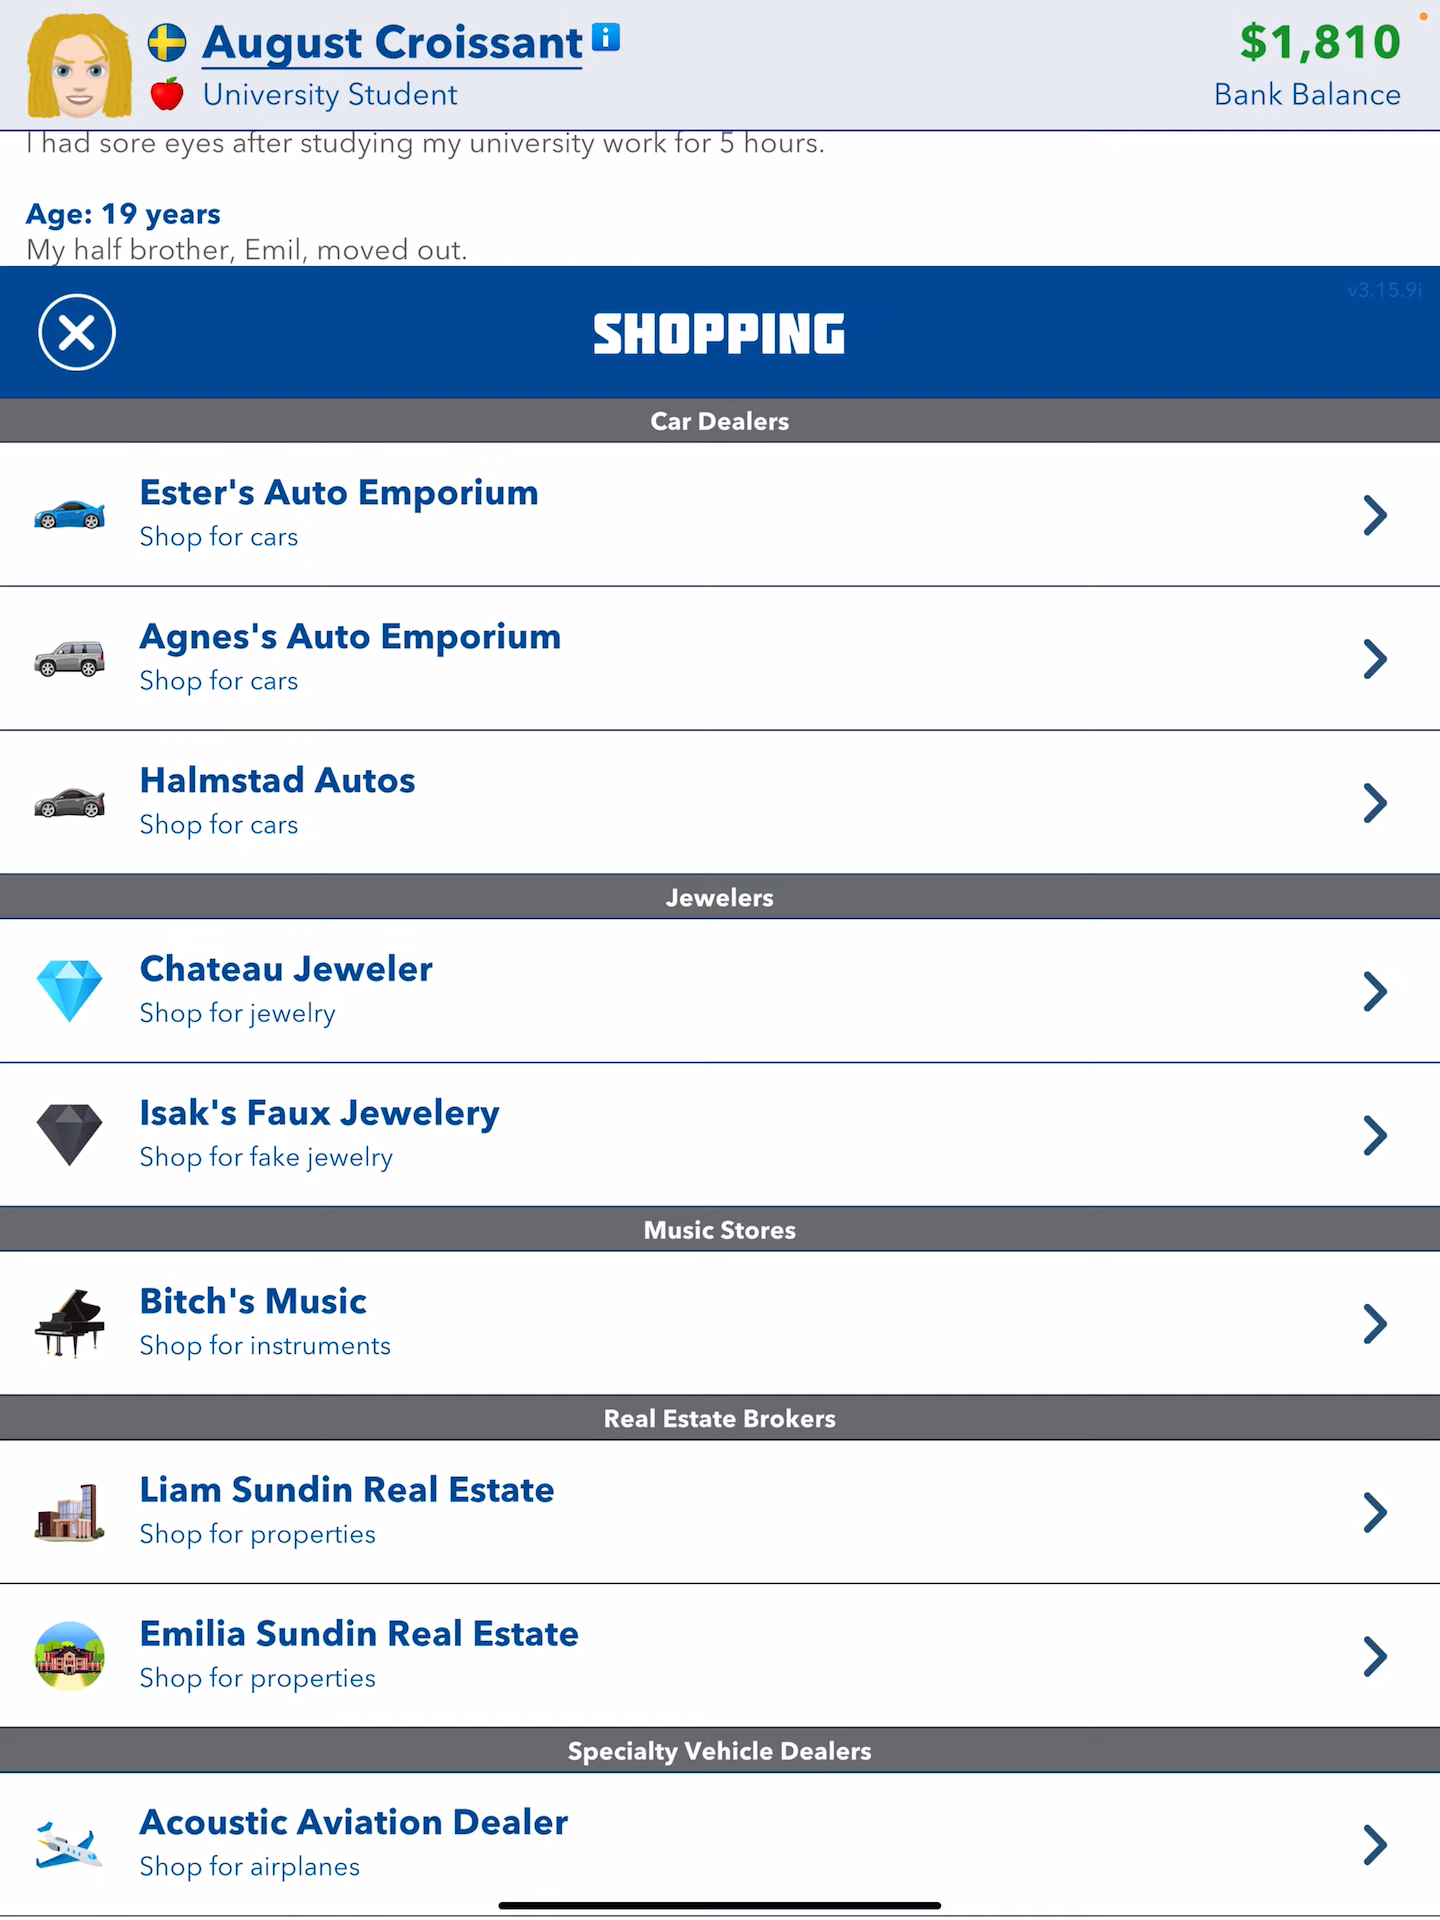 August Croissant
$1,810
University Student
Bank Balance
I had sore eyes after studying my university work for 5 hours.
Age: 19 years
My half brother, Emil, moved out.
v3.15.9i
SHOPPING
Car Dealers
Ester's Auto Emporium
Shop for cars
Agnes's Auto Emporium
Shop for cars
Halmstad Autos
Shop for cars
Jewelers
Chateau Jeweler
Shop for jewelry
Isak's Faux Jewelery
Shop for fake jewelry
Music Stores
Bitch's Music
Shop for instruments
Real Estate Brokers
Liam Sundin Real Estate
Shop for properties
Emilia Sundin Real Estate
Shop for properties
Specialty Vehicle Dealers
Acoustic Aviation Dealer
Shop for airplanes